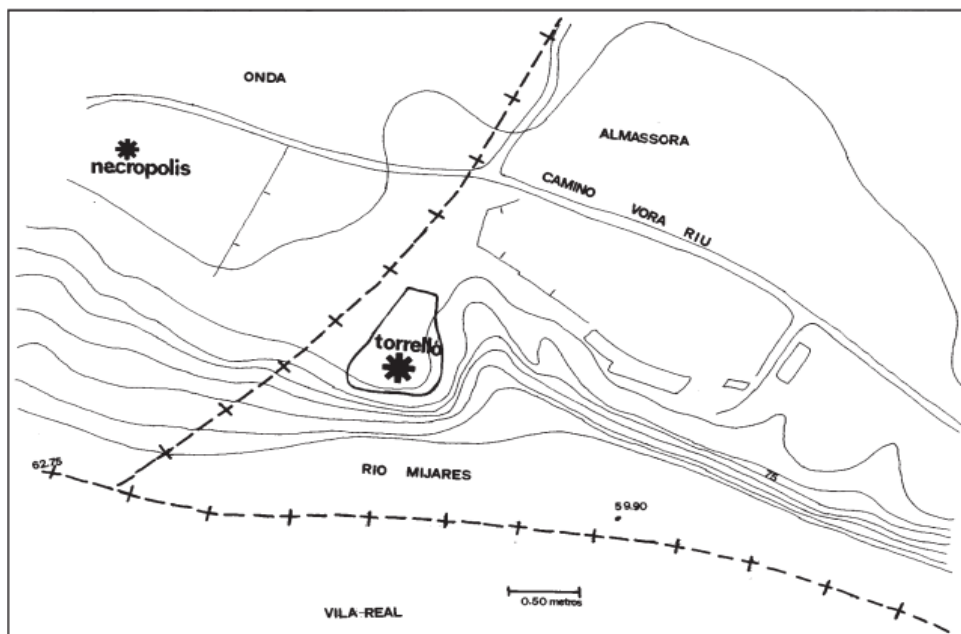 ONDA
ALMASSORA
necropolis
CAMINO VORA RIU
torrelló
62.75
RIO MIJARES
75
59.90
0.50 metros
VILA-REAL